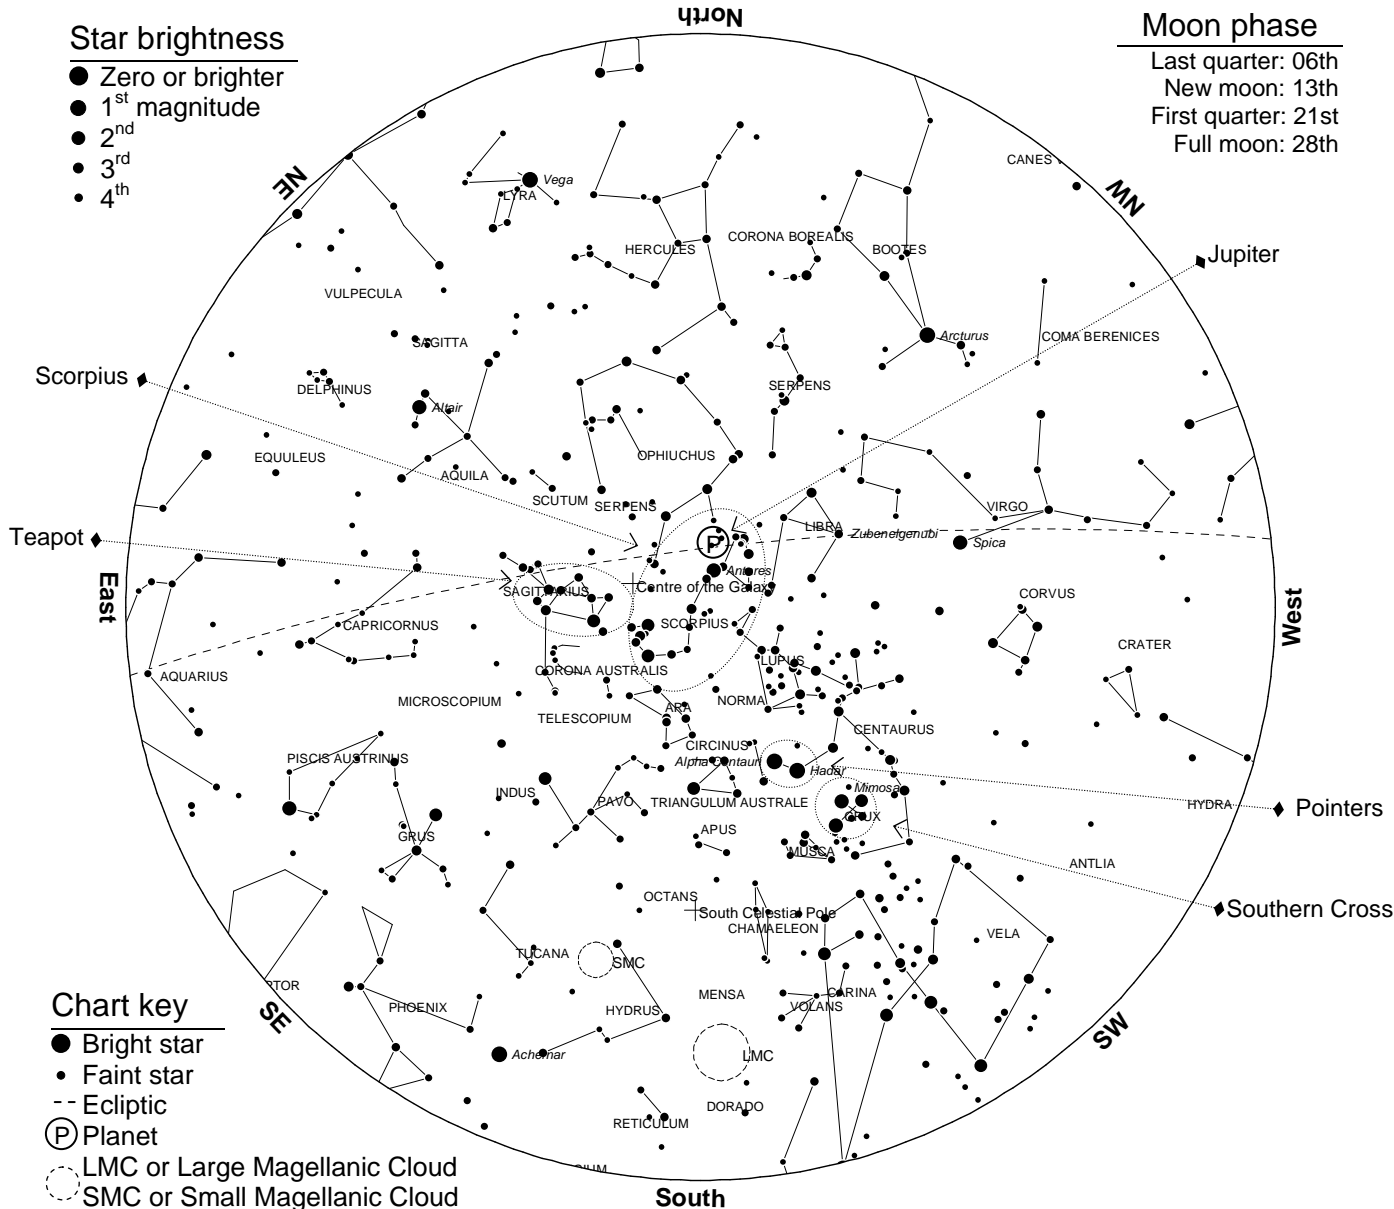 North
Star brightness
Zero or brighter
1st magnitude
2nd
3rd
4th
Moon phase
Last quarter: 06th
New moon: 13th
First quarter: 21st
Full moon: 28th
NE
NW
CANES
Vega
LYRA
HERCULES
CORONA BOREALIS
BOOTES
Jupiter
VULPECULA
SAGITTA
Arcturus
COMA BERENICES
Scorpius
DELPHINUS
SERPENS
Altair
EQUULEUS
AQUILA
OPHIUCHUS
SCUTUM
SERPENS
VIRGO
LIBRA
Zubenelgenubi
Spica
Teapot
P
Antares
Centre of the Galaxy
SAGITTARIUS
East
West
CORVUS
SCORPIUS
CAPRICORNUS
CRATER
LUPUS
AQUARIUS
CORONA AUSTRALIS
MICROSCOPIUM
NORMA
ARA
TELESCOPIUM
CENTAURUS
CIRCINUS
PISCIS AUSTRINUS
Alpha Centauri
Hadar
Mimosa
INDUS
PAVO
TRIANGULUM AUSTRALE
HYDRA
Pointers
CRUX
GRUS
APUS
MUSCA
ANTLIA
OCTANS
South Celestial Pole
Southern Cross
CHAMAELEON
VELA
TUCANA
SMC
PTOR
MENSA
CARINA
VOLANS
PHOENIX
HYDRUS
SE
SW
Achernar
LMC
DORADO
RETICULUM
IUM
South
Chart key
Bright star
Faint star
Ecliptic
P Planet
LMC or Large Magellanic Cloud
SMC or Small Magellanic Cloud